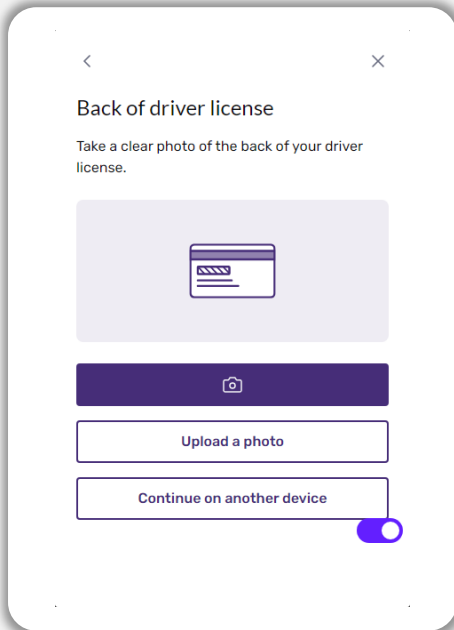 Back of driver license
Take a clear photo of the back of your driver
license.
Upload a photo
Continue on another device